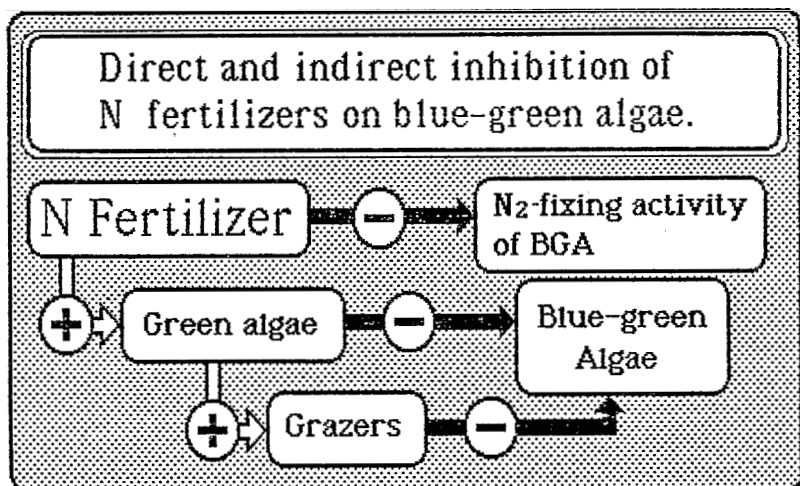 Direct and indirect inhibition of
N fertilizers on blue-green algae.
N Fertilizer
−
N2-fixing activity
of BGA
+
Green algae
−
Blue-green
Algae
+
Grazers
−